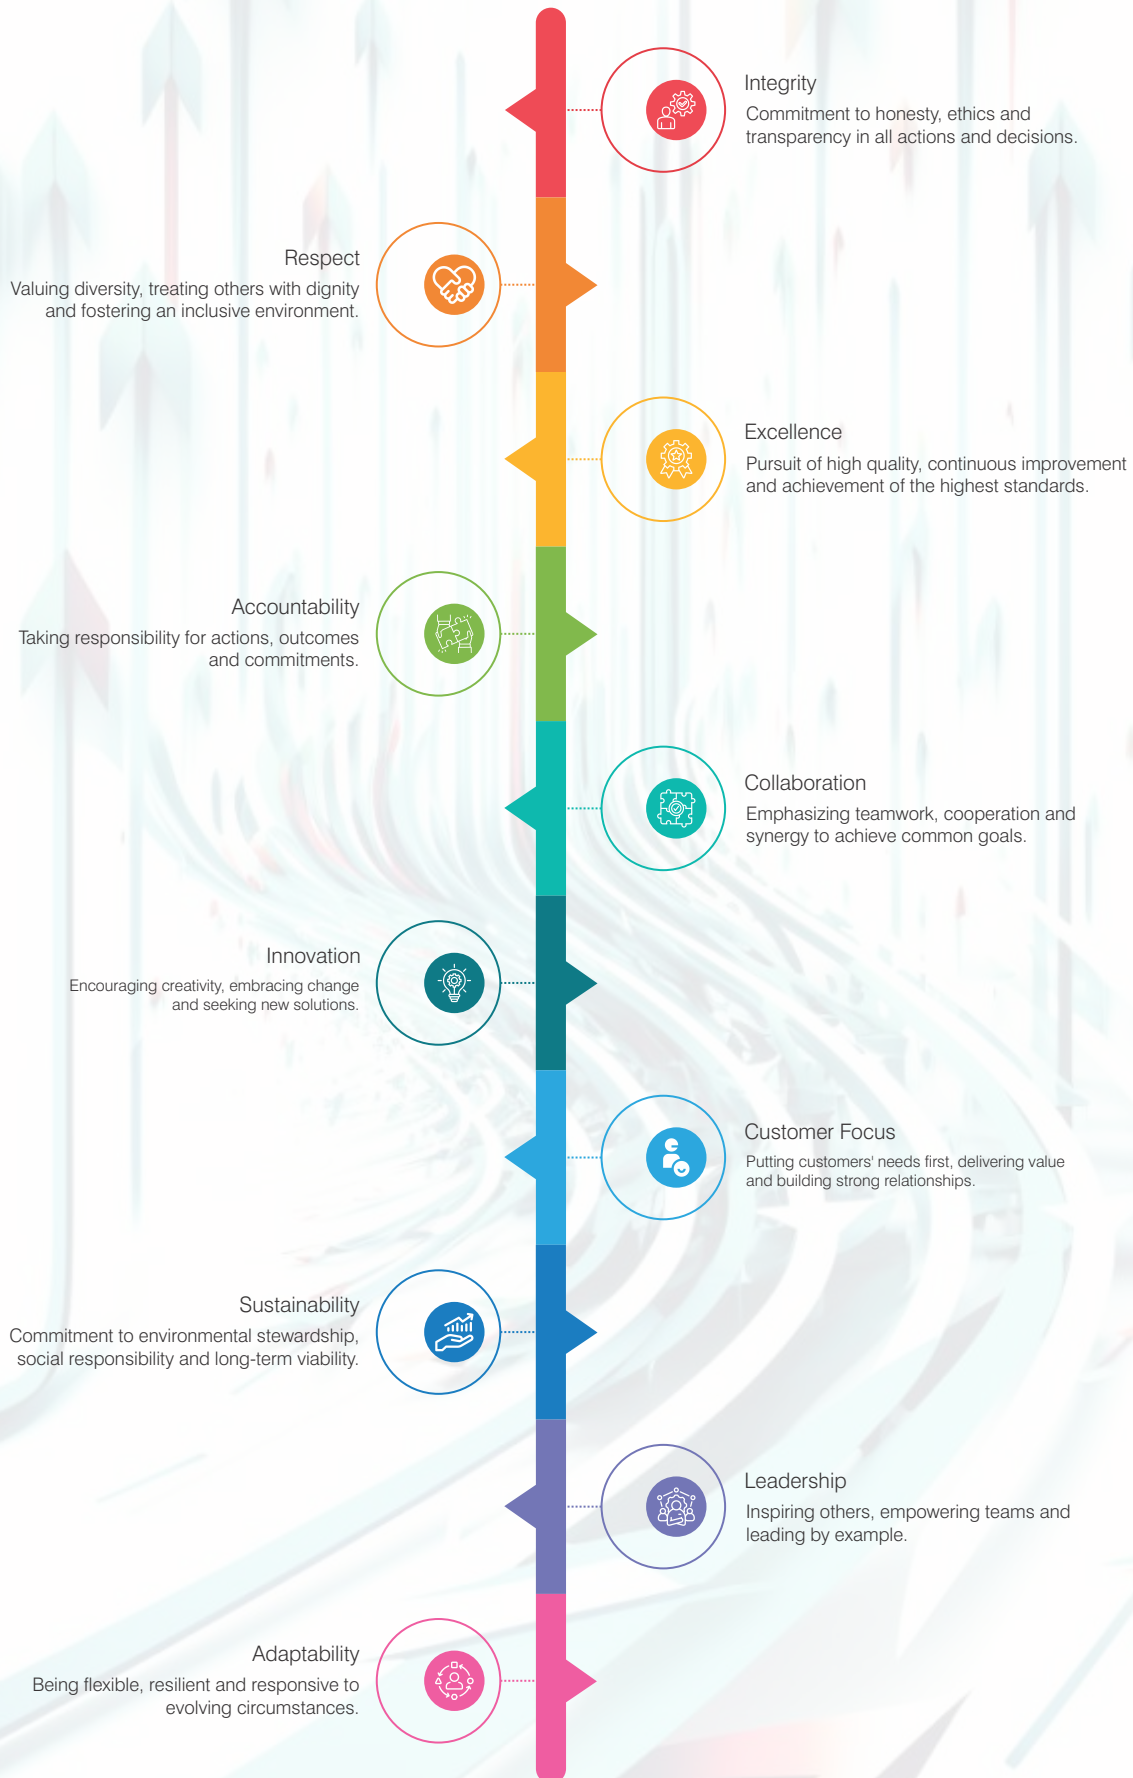 Integrity
Commitment to honesty, ethics and
transparency in all actions and decisions.
Respect
Valuing diversity, treating others with dignity
and fostering an inclusive environment.
Excellence
Pursuit of high quality, continuous improvement
and achievement of the highest standards.
Accountability
Taking responsibility for actions, outcomes
and commitments.
Collaboration
Emphasizing teamwork, cooperation and
synergy to achieve common goals.
Innovation
Encouraging creativity, embracing change
and seeking new solutions.
Customer Focus
Putting customers' needs first, delivering value
and building strong relationships.
Sustainability
Commitment to environmental stewardship,
social responsibility and long-term viability.
Leadership
Inspiring others, empowering teams and
leading by example.
Adaptability
Being flexible, resilient and responsive to
evolving circumstances.